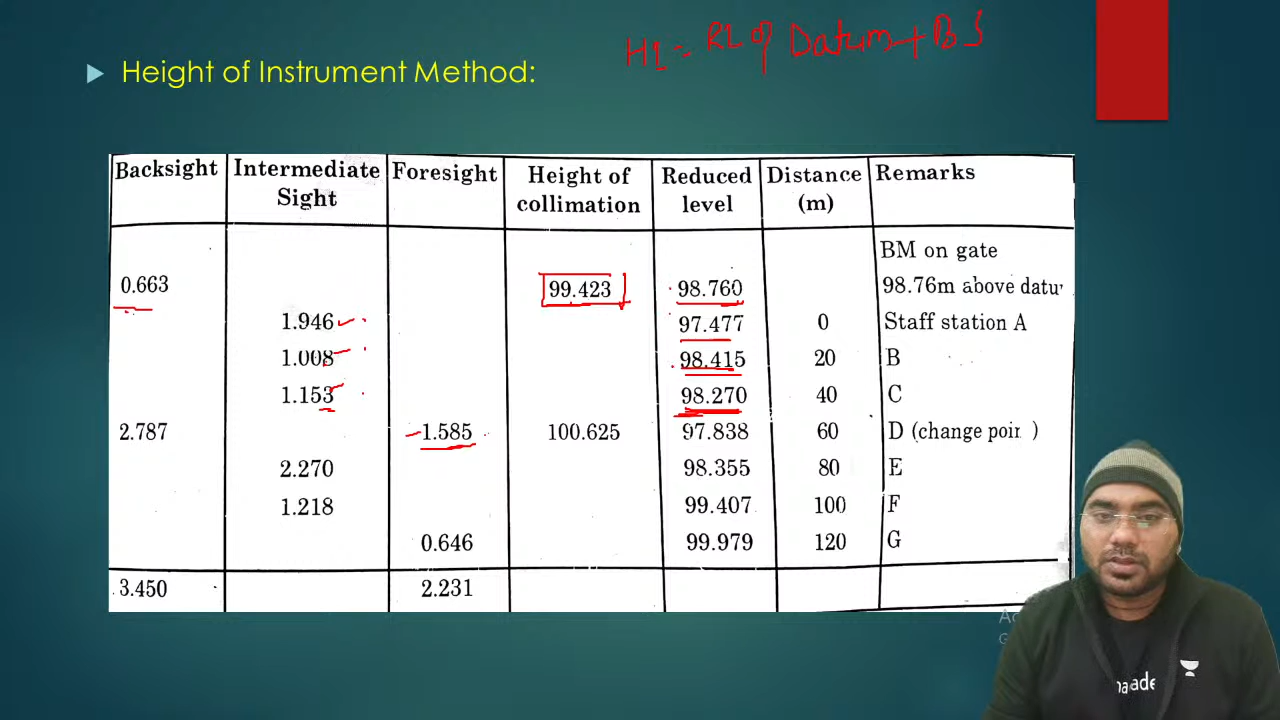 HI = RL of Datum + BS
Height of Instrument Method:
Backsight Intermediate Sight Foresight Height of collimation Reduced level Distance (m) Remarks
BM on gate
0.663 99.423 98.760 98.76m above datu
1.946 97.477 0 Staff station A
1.008 98.415 20 B
1.153 98.270 40 C
2.787 1.585 100.625 97.838 60 D (change poin )
2.270 98.355 80 E
1.218 99.407 100 F
0.646 99.979 120 G
3.450 2.231